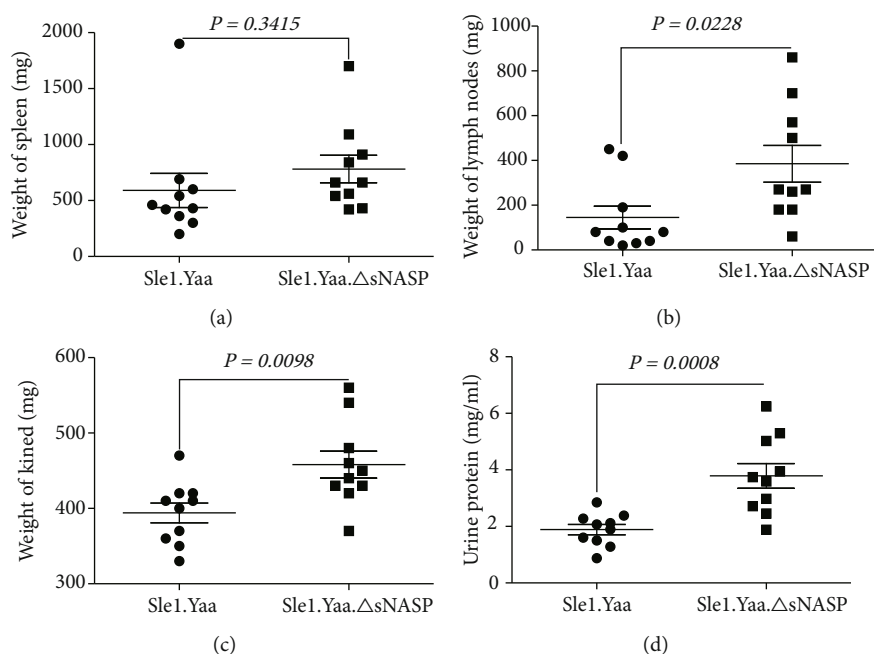 P = 0.3415
Weight of spleen (mg)
2000
1500
1000
500
0
Sle1.Yaa
Sle1.Yaa.△sNASP
(a)
P = 0.0228
Weight of lymph nodes (mg)
1000
800
600
400
200
0
Sle1.Yaa
Sle1.Yaa.△sNASP
(b)
P = 0.0098
Weight of kined (mg)
600
500
400
300
Sle1.Yaa
Sle1.Yaa.△sNASP
(c)
P = 0.0008
Urine protein (mg/ml)
8
6
4
2
0
Sle1.Yaa
Sle1.Yaa.△sNASP
(d)